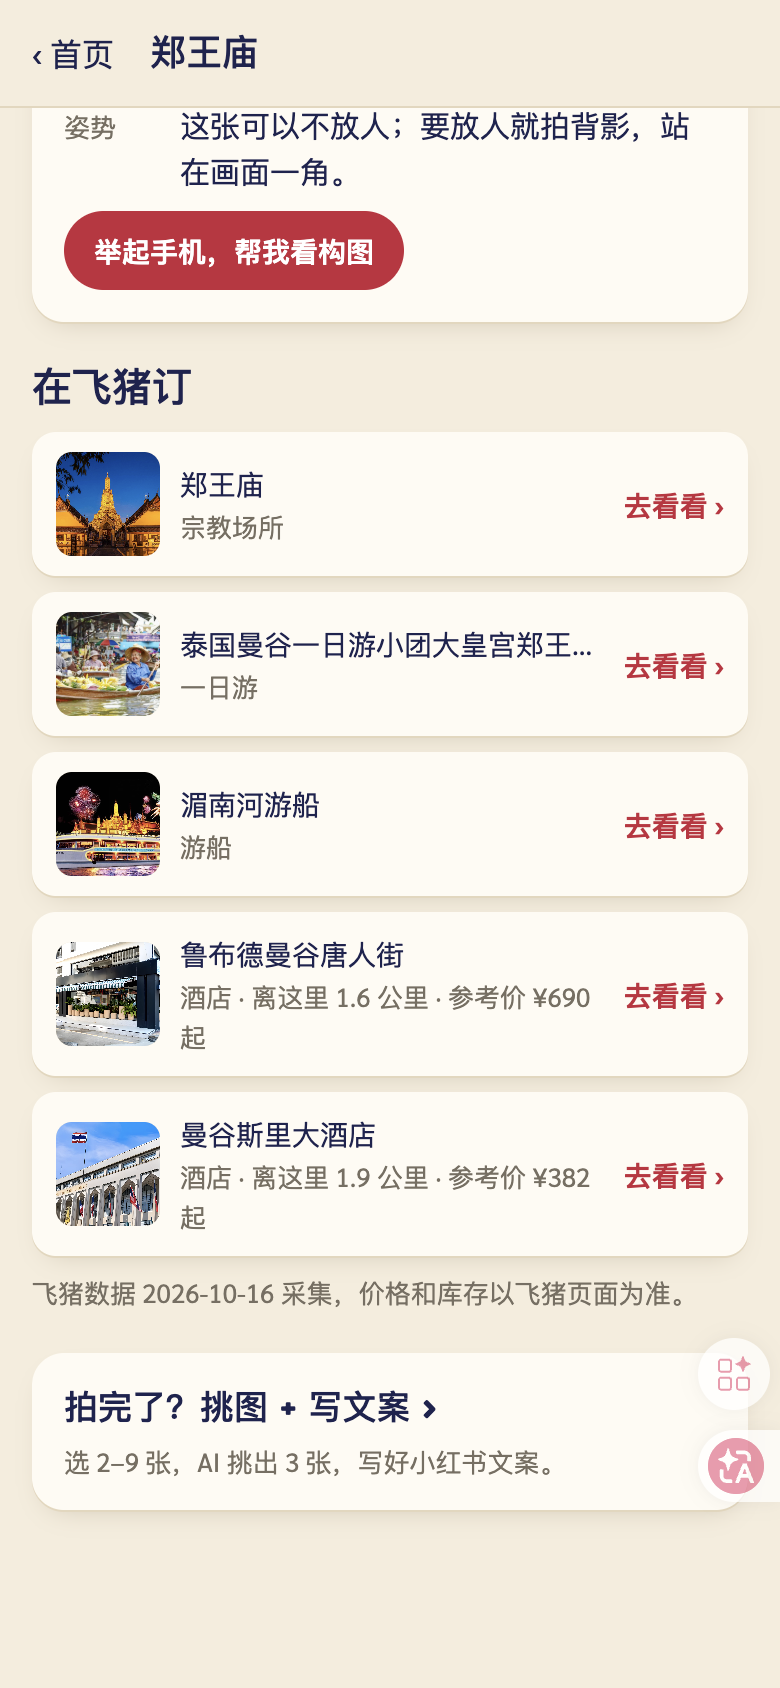 ‹ 首页 郑王庙
姿势 这张可以不放人；要放人就拍背影，站
在画面一角。
举起手机，帮我看构图
在飞猪订
郑王庙
宗教场所
去看看 ›
泰国曼谷一日游小团大皇宫郑王...
一日游
去看看 ›
湄南河游船
游船
去看看 ›
鲁布德曼谷唐人街
酒店 · 离这里 1.6 公里 · 参考价 ¥690
起
去看看 ›
曼谷斯里大酒店
酒店 · 离这里 1.9 公里 · 参考价 ¥382
起
去看看 ›
飞猪数据 2026-10-16 采集，价格和库存以飞猪页面为准。
拍完了？挑图 + 写文案 ›
选 2–9 张，AI 挑出 3 张，写好小红书文案。
A